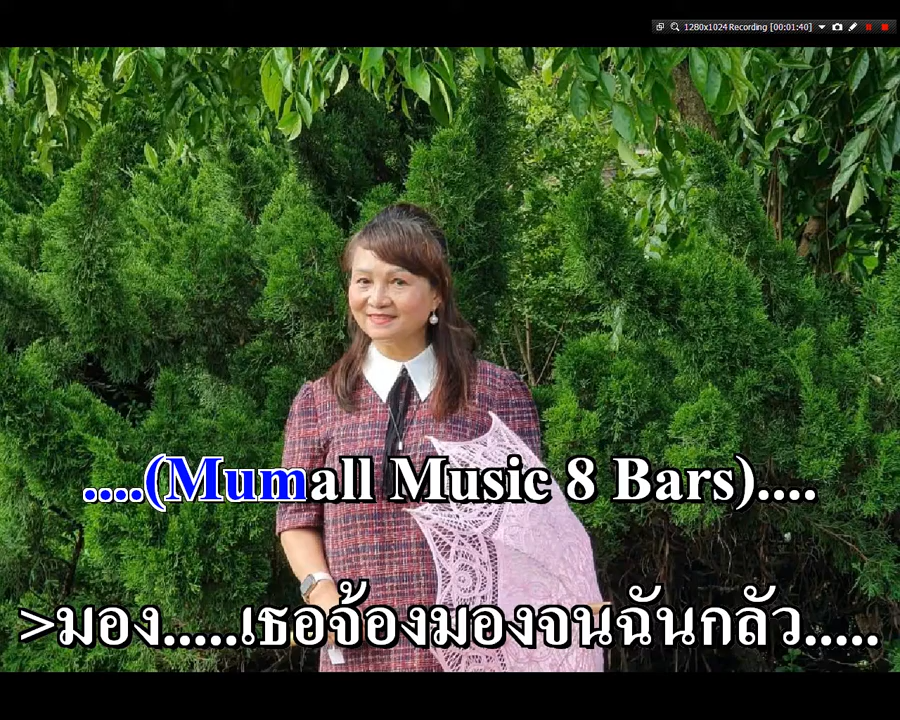 1280x1024 Recording [00:01:40]
....(Mumall Music 8 Bars)....
>มอง.....เธอจ้องมองจนฉันกลัว.....